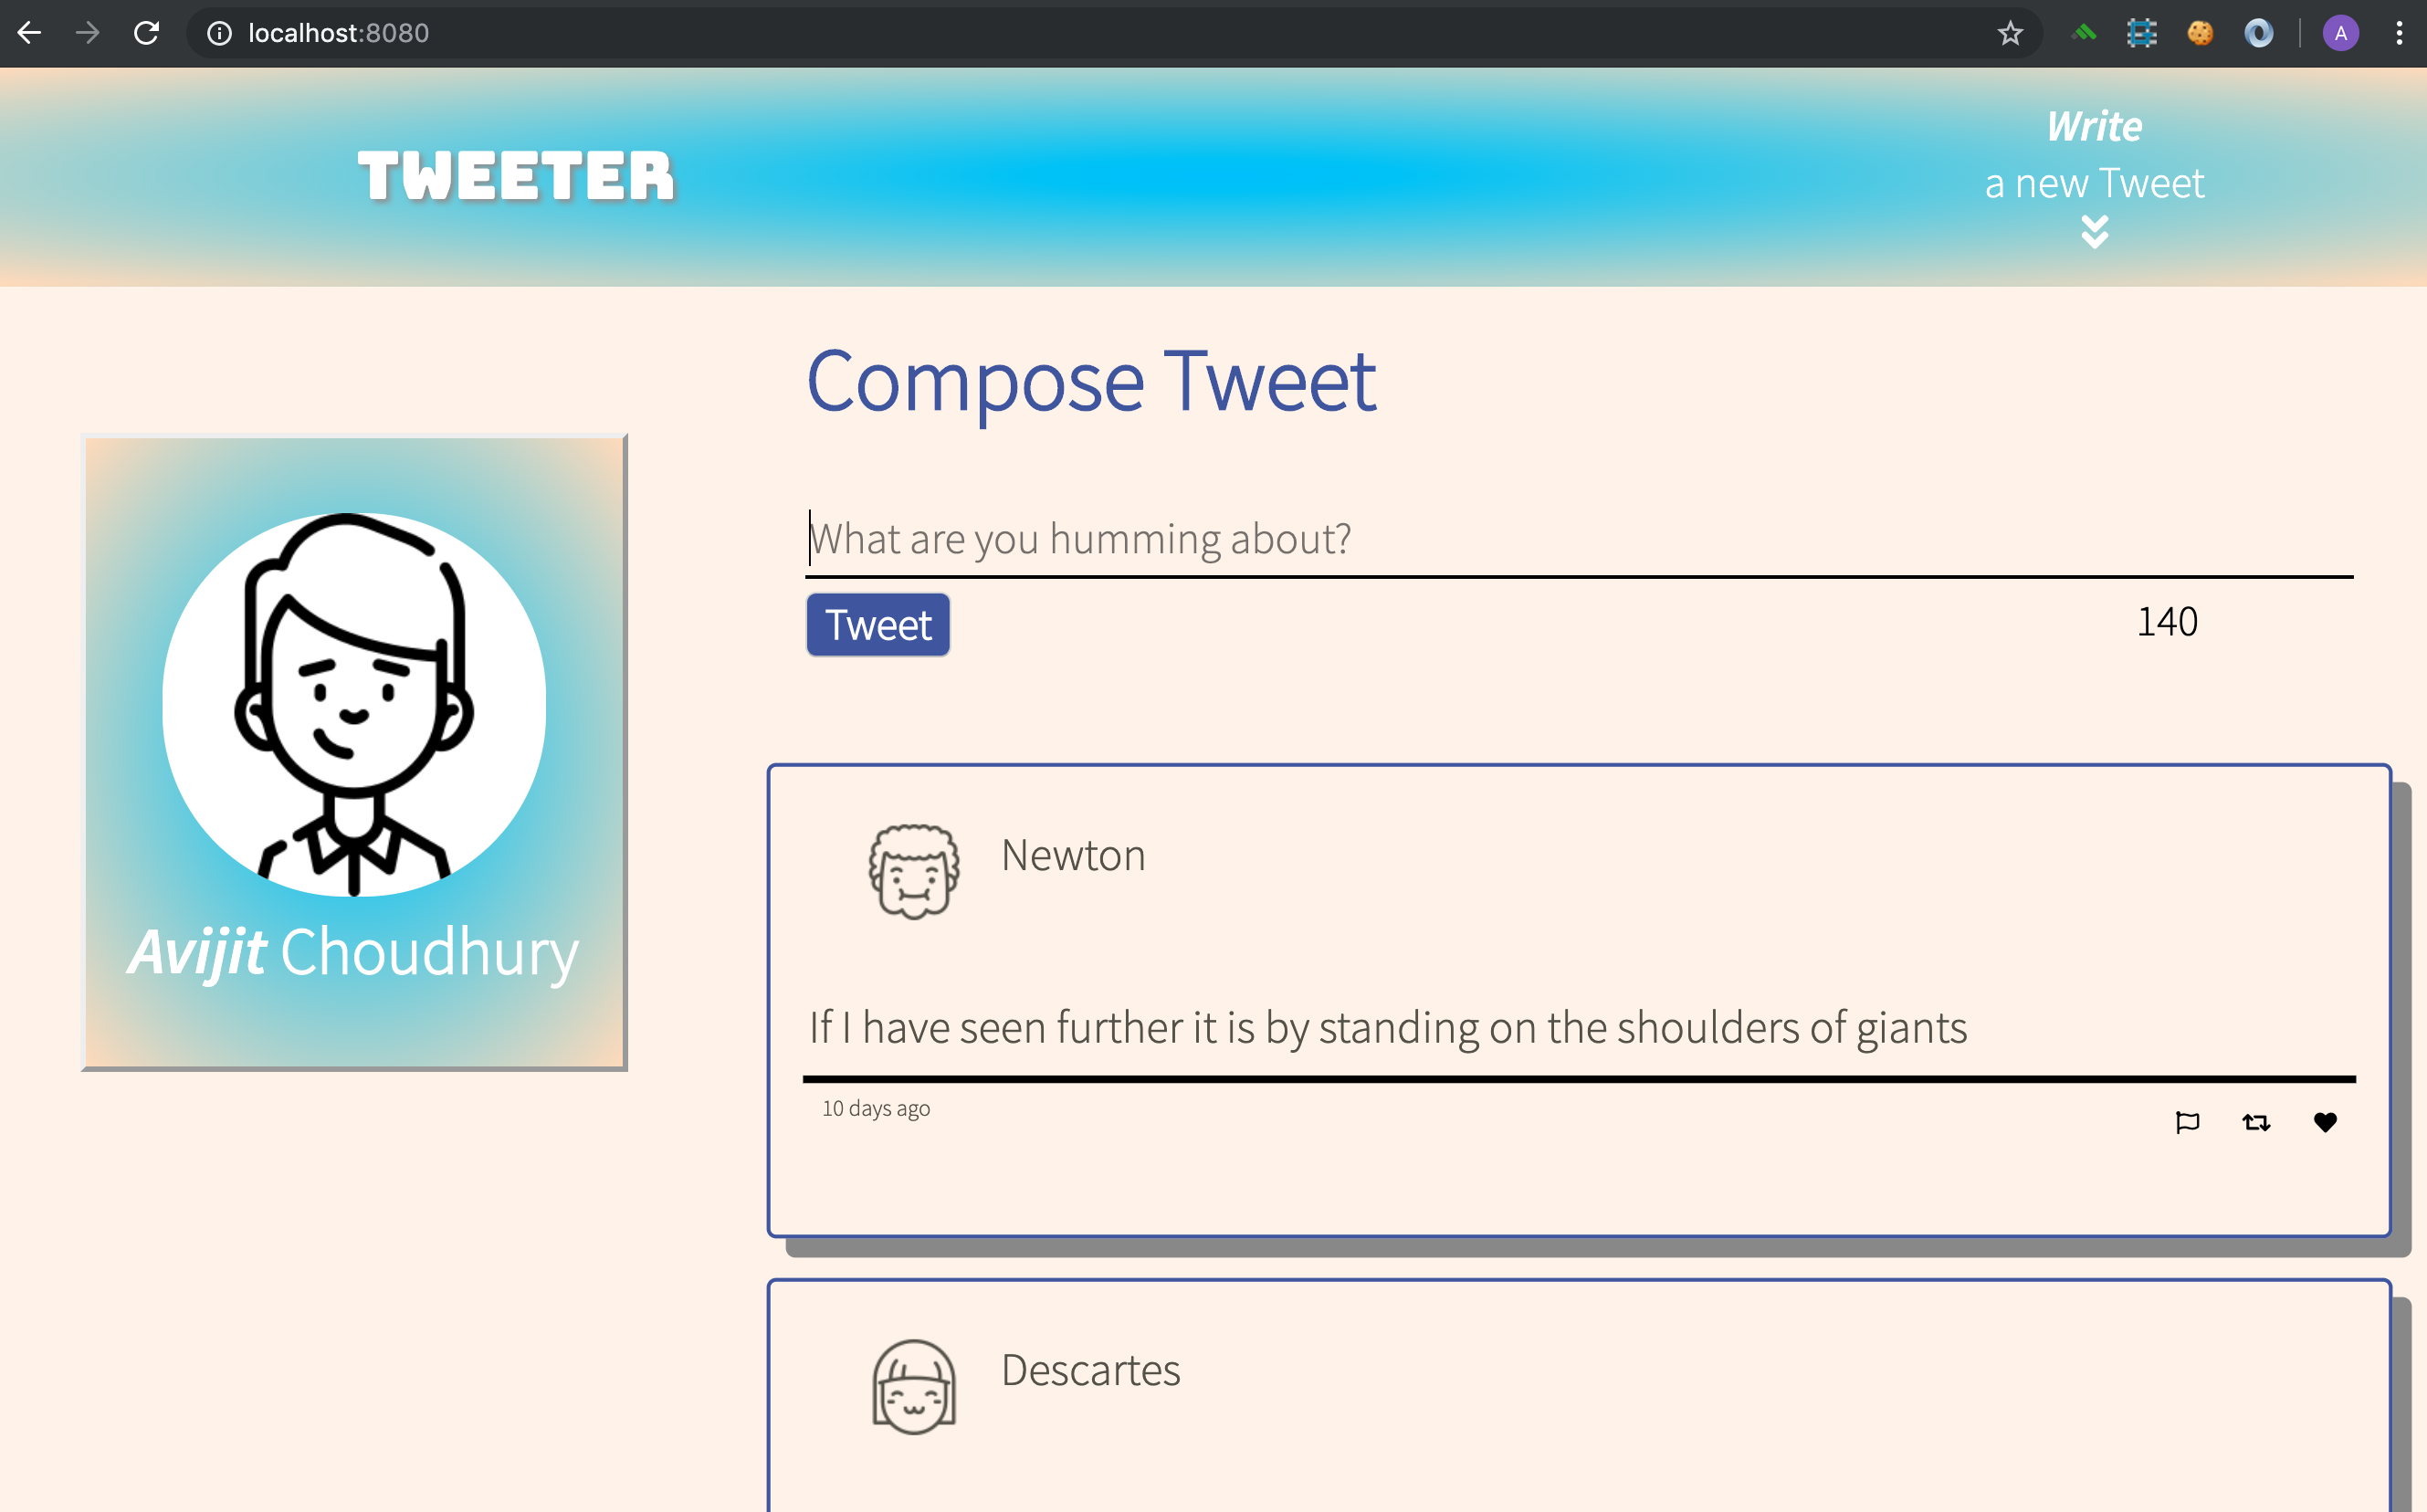 localhost:8080
A
TWEETER
Write
a new Tweet
Compose Tweet
What are you humming about?
Tweet
140
Avijit Choudhury
Newton
If I have seen further it is by standing on the shoulders of giants
10 days ago
Descartes